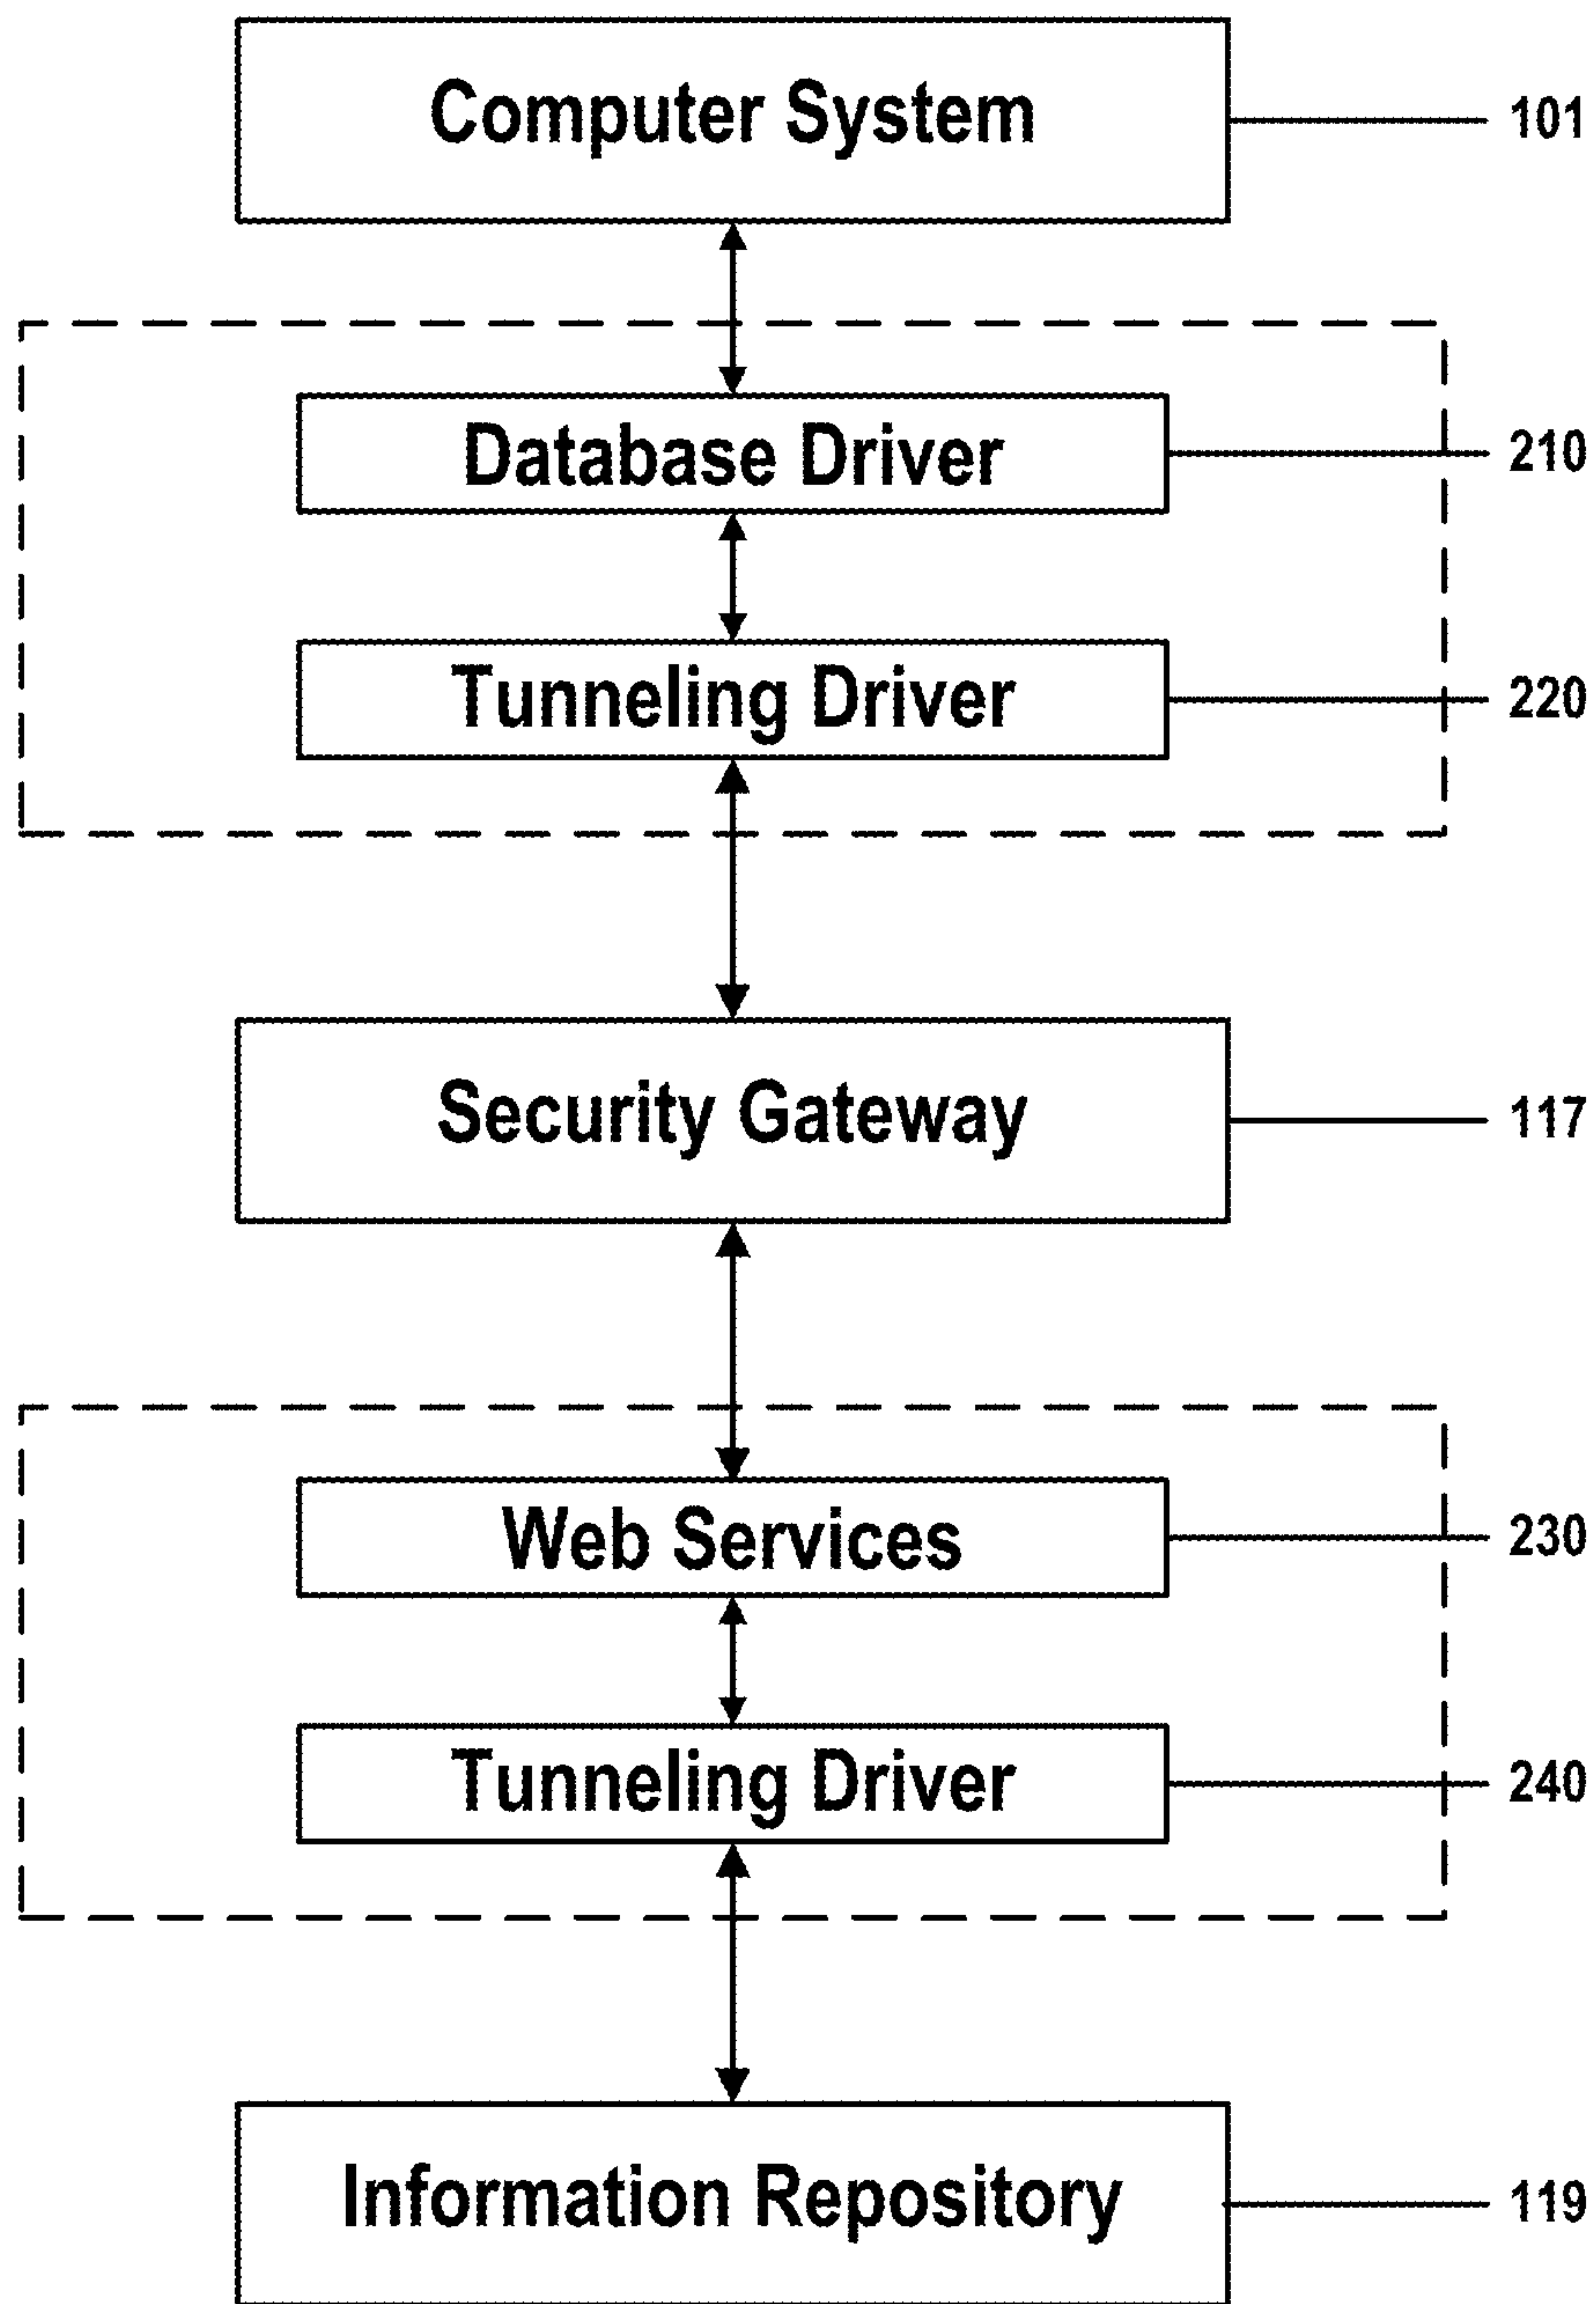 Computer System 101
Database Driver 210
Tunneling Driver 220
Security Gateway 117
Web Services 230
Tunneling Driver 240
Information Repository 119